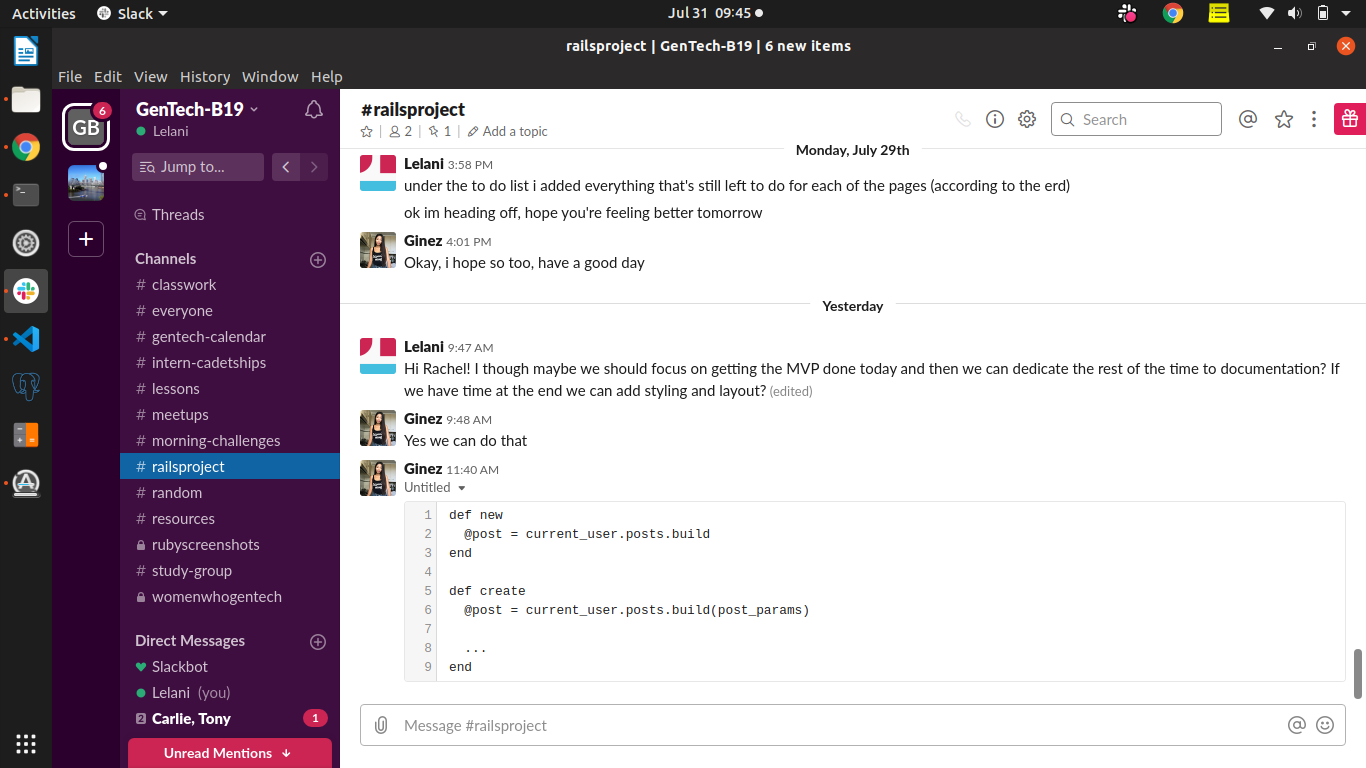 Activities
Slack
Jul 31 09:45
railsproject | GenTech-B19 | 6 new items
File Edit View History Window Help
6
GB
GenTech-B19
Lelani
Jump to...
Threads
Channels
# classwork
# everyone
# gentech-calendar
# intern-cadetships
# lessons
# meetups
# morning-challenges
# railsproject
# random
# resources
rubyscreenshots
# study-group
womenwhogentech
Direct Messages
Slackbot
Lelani (you)
2 Carlie, Tony 1
Unread Mentions ↓
#railsproject
2 | 1 | Add a topic
Search
Monday, July 29th
Lelani 3:58 PM
under the to do list i added everything that's still left to do for each of the pages (according to the erd)
ok im heading off, hope you're feeling better tomorrow
Ginez 4:01 PM
Okay, i hope so too, have a good day
Yesterday
Lelani 9:47 AM
Hi Rachel! I though maybe we should focus on getting the MVP done today and then we can dedicate the rest of the time to documentation? If
we have time at the end we can add styling and layout? (edited)
Ginez 9:48 AM
Yes we can do that
Ginez 11:40 AM
Untitled
1 def new
2   @post = current_user.posts.build
3 end
4
5 def create
6   @post = current_user.posts.build(post_params)
7
8   ...
9 end
Message #railsproject